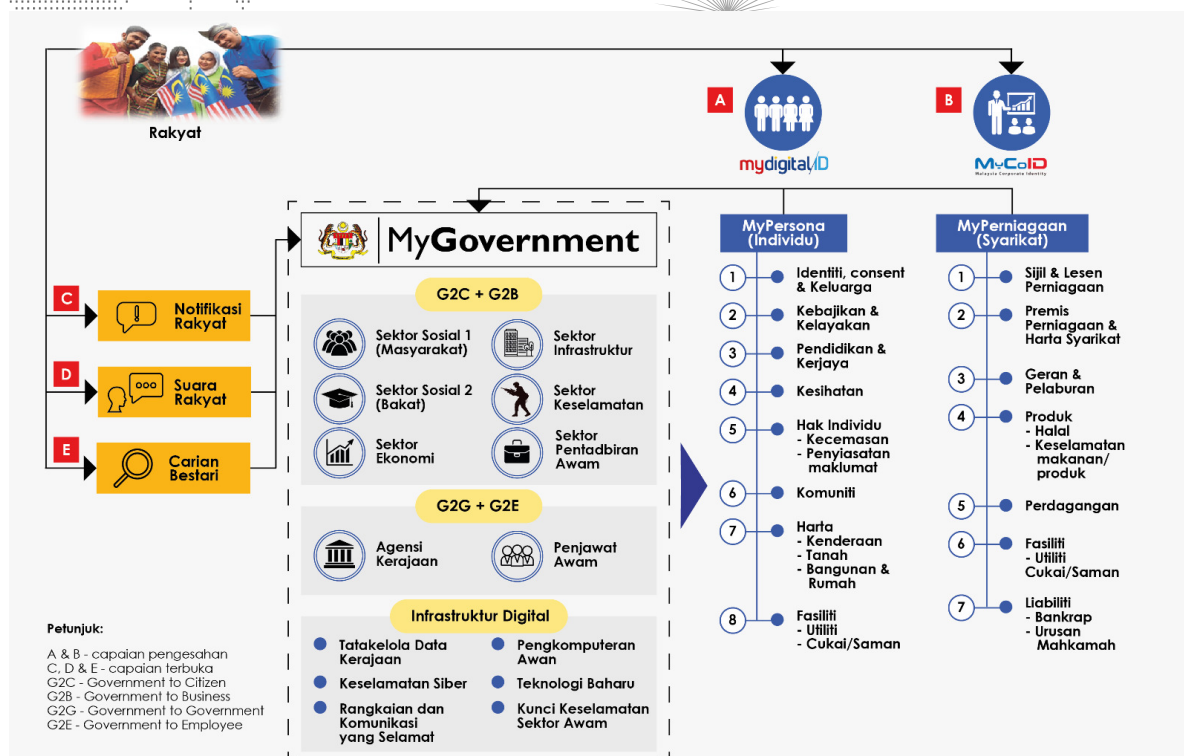 Rakyat
A
mydigital ID
B
MyCoID
Malaysia Corporate Identity
C
Notifikasi
Rakyat
D
Suara
Rakyat
E
Carian
Bestari
MyGovernment
G2C + G2B
Sektor Sosial 1
(Masyarakat)
Sektor
Infrastruktur
Sektor Sosial 2
(Bakat)
Sektor
Keselamatan
Sektor
Ekonomi
Sektor
Pentadbiran
Awam
G2G + G2E
Agensi
Kerajaan
Penjawat
Awam
Infrastruktur Digital
Tatakelola Data
Kerajaan
Pengkomputeran
Awan
Keselamatan Siber
Teknologi Baharu
Rangkaian dan
Komunikasi
yang Selamat
Kunci Keselamatan
Sektor Awam
MyPersona
(Individu)
1 Identiti, consent
& Keluarga
2 Kebajikan &
Kelayakan
3 Pendidikan &
Kerjaya
4 Kesihatan
5 Hak Individu
- Kecemasan
- Penyiasatan
maklumat
6 Komuniti
7 Harta
- Kenderaan
- Tanah
- Bangunan &
Rumah
8 Fasiliti
- Utiliti
- Cukai/Saman
MyPerniagaan
(Syarikat)
1 Sijil & Lesen
Perniagaan
2 Premis
Perniagaan &
Harta Syarikat
3 Geran &
Pelaburan
4 Produk
- Halal
- Keselamatan
makanan/
produk
5 Perdagangan
6 Fasiliti
- Utiliti
Cukai/Saman
7 Liabiliti
- Bankrap
- Urusan
Mahkamah
Petunjuk:
A & B - capaian pengesahan
C, D & E - capaian terbuka
G2C - Government to Citizen
G2B - Government to Business
G2G - Government to Government
G2E - Government to Employee